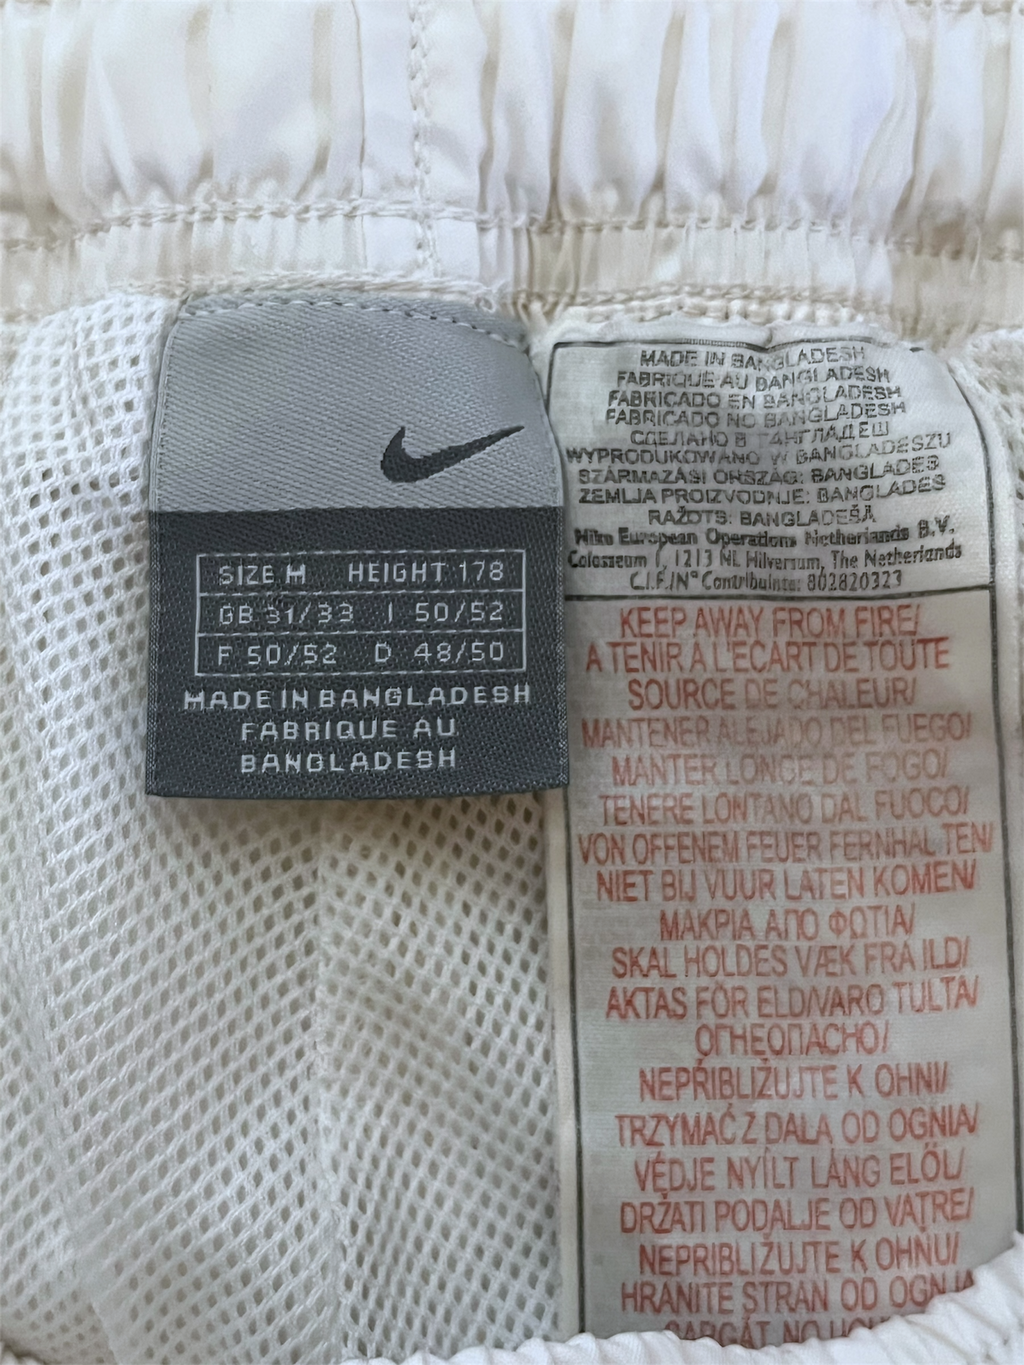 SIZE M HEIGHT 178
GB 31/33 I 50/52
F 50/52 D 48/50
MADE IN BANGLADESH
FABRIQUE AU
BANGLADESH
MADE IN BANGLADESH
FABRIQUE AU BANGLADESH
FABRICADO EN BANGLADESH
FABRICADO NO BANGLADESH
СДЕЛАНО В
WYPRODUKOWANO W BANGLADESZU
SZÁRMAZÁSI ORSZÁG: BANGLADES
ZEMLJA PROIZVODNJE: BANGLADES
RAŽOTS: BANGLADEŠĀ
Nike European Operations Netherlands B.V.
Colosseum 1, 1213 NL Hilversum, The Netherlands
C.I.F./N° Contribuinte: 802820323
KEEP AWAY FROM FIRE/
A TENIR À L'ECART DE TOUTE
SOURCE DE CHALEUR/
MANTENER ALEJADO DEL FUEGO/
MANTER LONGE DE FOGO/
TENERE LONTANO DAL FUOCO/
VON OFFENEM FEUER FERNHALTEN/
NIET BIJ VUUR LATEN KOMEN/
ΜΑΚΡΙΑ ΑΠΟ ΦΩΤΙΑ/
SKAL HOLDES VÆK FRA ILD/
AKTAS FÖR ELD/VARO TULTA/
ОГНЕОПАСНО/
NEPŘIBLIŽUJTE K OHNI/
TRZYMAĆ Z DALA OD OGNIA/
VÉDJE NYÍLT LÁNG ELŐL/
DRŽATI PODALJE OD VATRE/
NEPRIBLIŽUJTE K OHŇU/
HRANITE STRAN OD OGNJA
SARGĀT NO